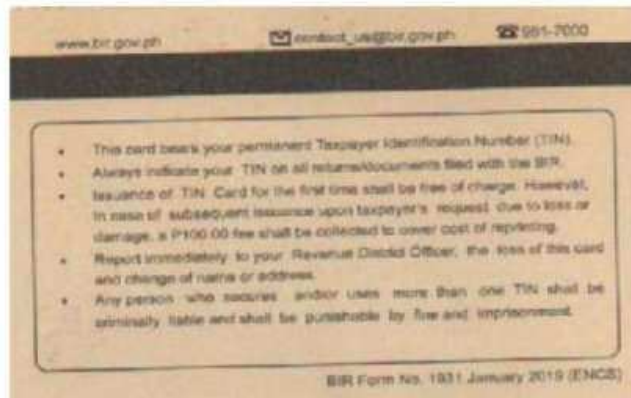 www.bir.gov.ph contact_us@bir.gov.ph 981-7000
• This card bears your permanent Taxpayer Identification Number (TIN).
• Always indicate your TIN on all returns/documents filed with the BIR.
• Issuance of TIN Card for the first time shall be free of charge. However,
in case of subsequent issuance upon taxpayer's request due to loss or
damage, a P100.00 fee shall be collected to cover cost of reprinting.
• Report immediately to your Revenue District Officer, the loss of this card
and change of name or address.
• Any person who secures and/or uses more than one TIN shall be
criminally liable and shall be punishable by fine and imprisonment.
BIR Form No. 1931 January 2019 (ENCS)